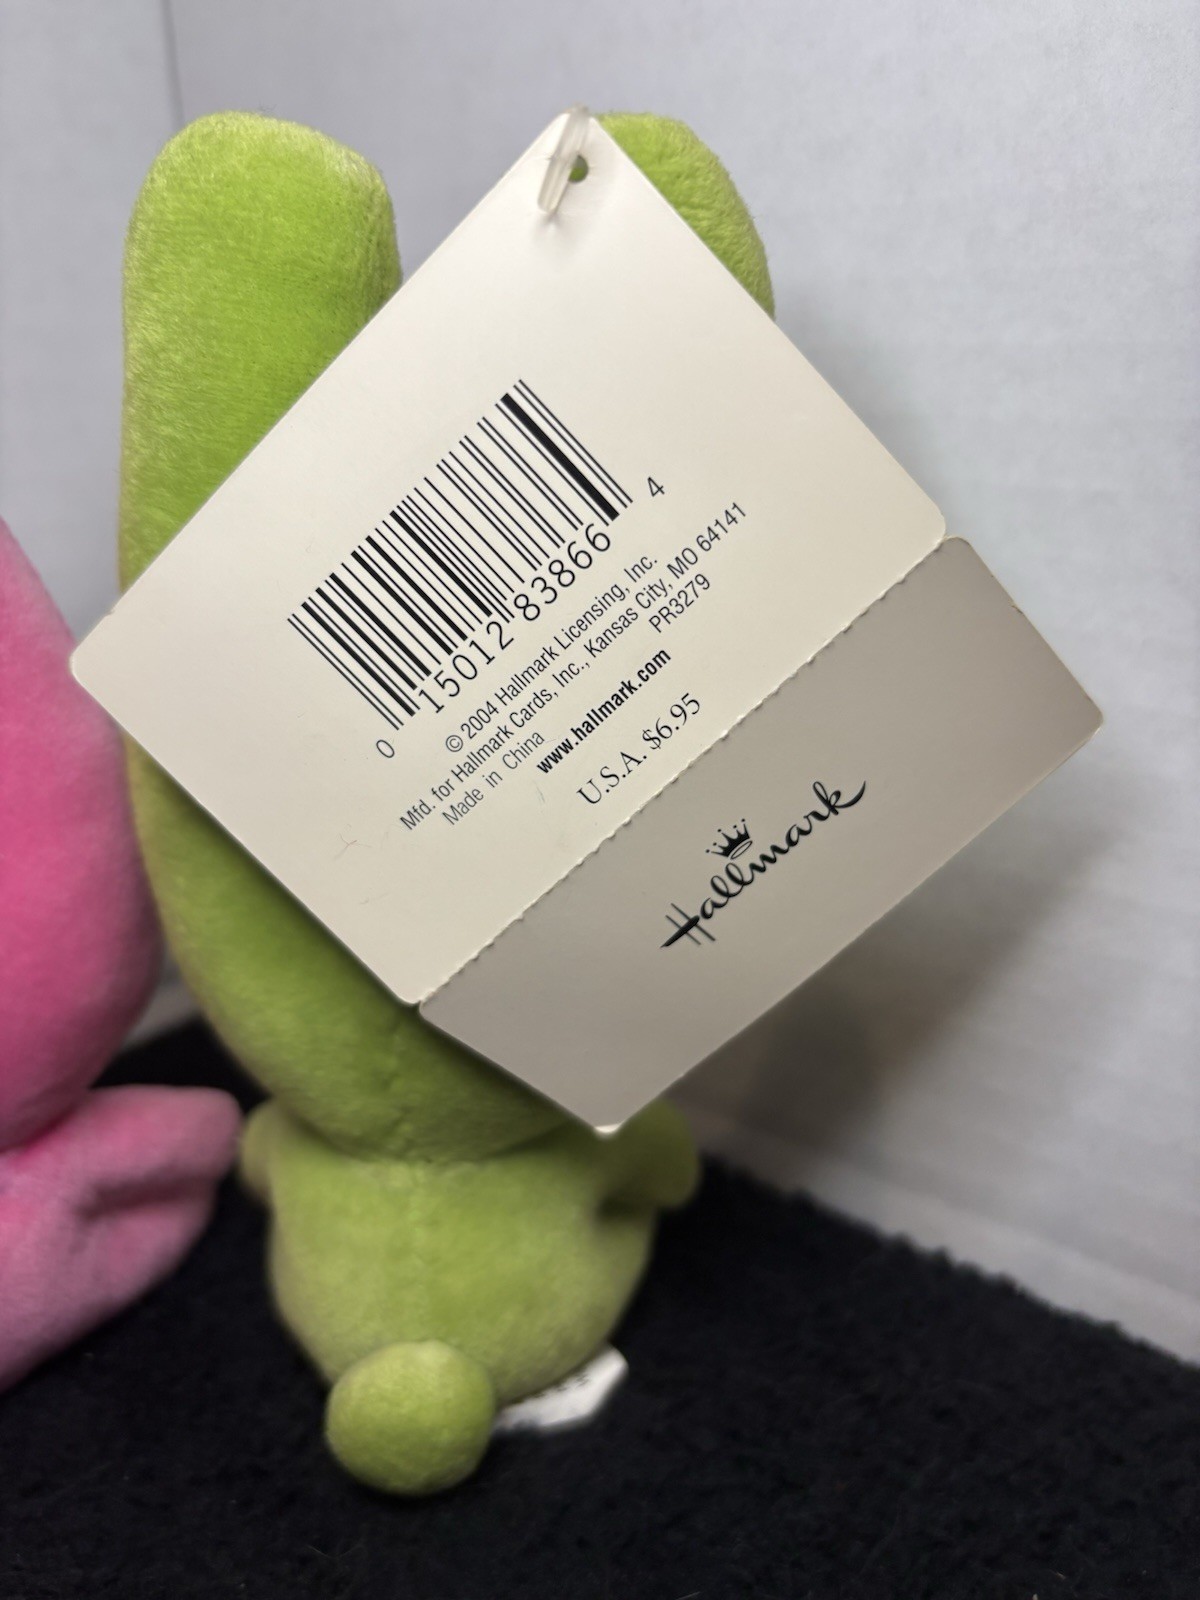 0 15012 83866 4
© 2004 Hallmark Licensing, Inc.
Mfd. for Hallmark Cards, Inc., Kansas City, MO 64141
Made in China PR3279
www.hallmark.com
U.S.A. $6.95
Hallmark